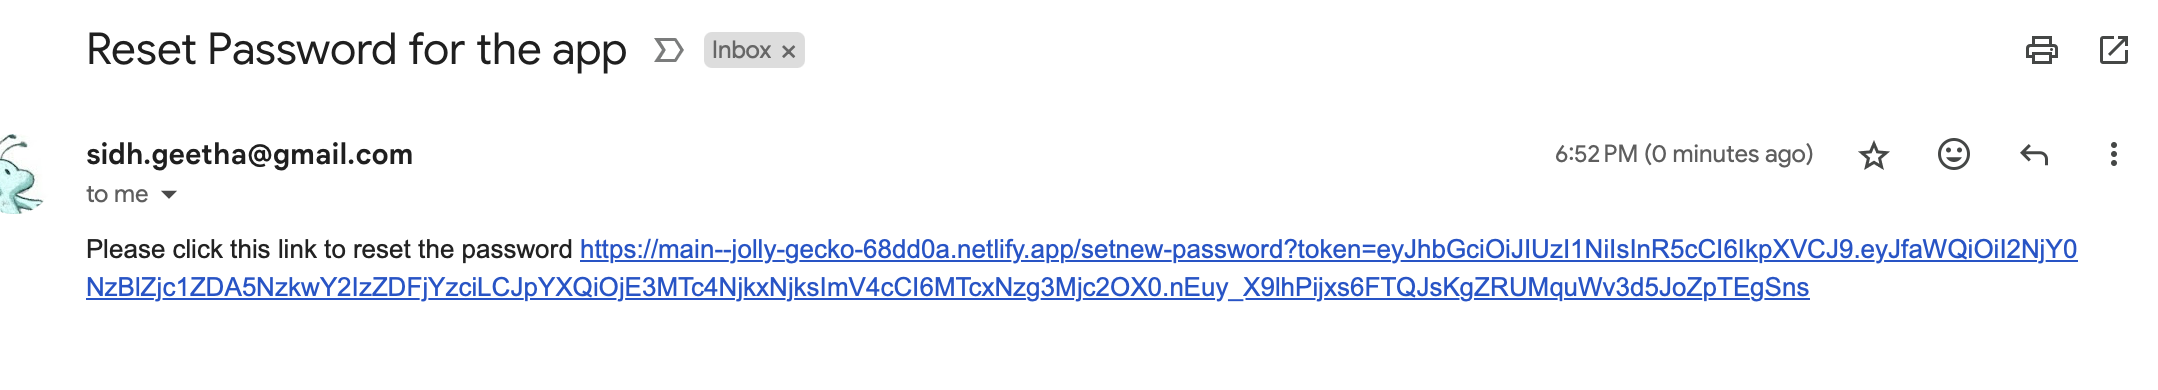 Reset Password for the app Inbox ×
sidh.geetha@gmail.com 6:52 PM (0 minutes ago)
to me
Please click this link to reset the password https://main--jolly-gecko-68dd0a.netlify.app/setnew-password?token=eyJhbGciOiJIUzI1NiIsInR5cCI6IkpXVCJ9.eyJfaWQiOiI2NjY0
NzBlZjc1ZDA5NzkwY2IzZDFjYzciLCJpYXQiOjE3MTc4NjkxNjksImV4cCI6MTcxNzg3Mjc2OX0.nEuy_X9lhPijxs6FTQJsKgZRUMquWv3d5JoZpTEgSns